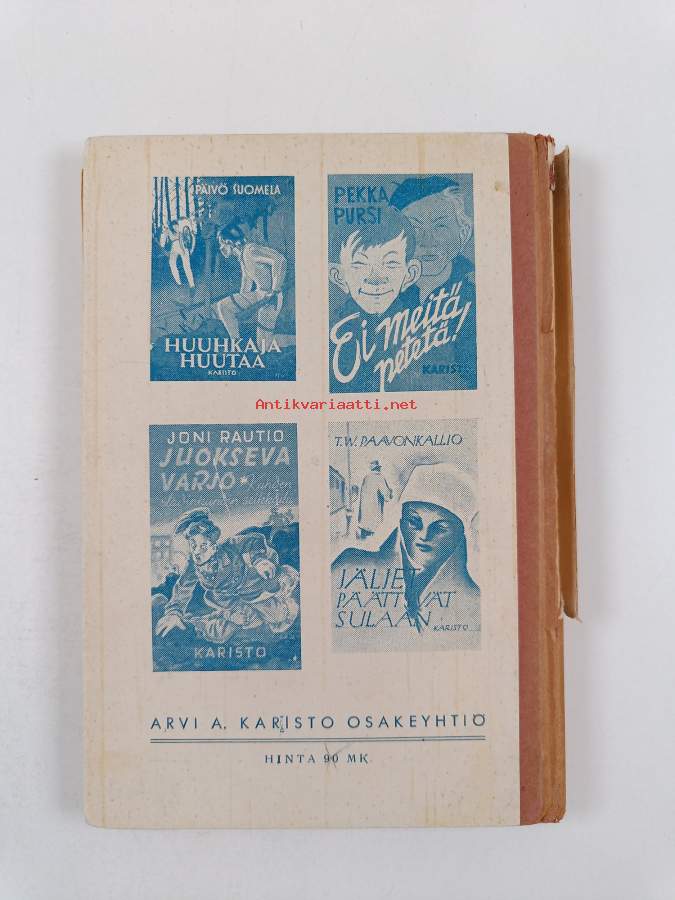 PÄIVÖ SUOMELA
HUUHKAJA
HUUTAA
KARISTO
PEKKA
PURSI
Ei meitä
petetä!
KARISTO
Antikvariaatti.net
JONI RAUTIO
JUOKSEVA
VARJO
KARISTO
T.W. PAAVONKALLIO
JÄLJET
PÄÄTTYVÄT
SULAAN
KARISTO
ARVI A. KARISTO OSAKEYHTIÖ
HINTA 90 MK